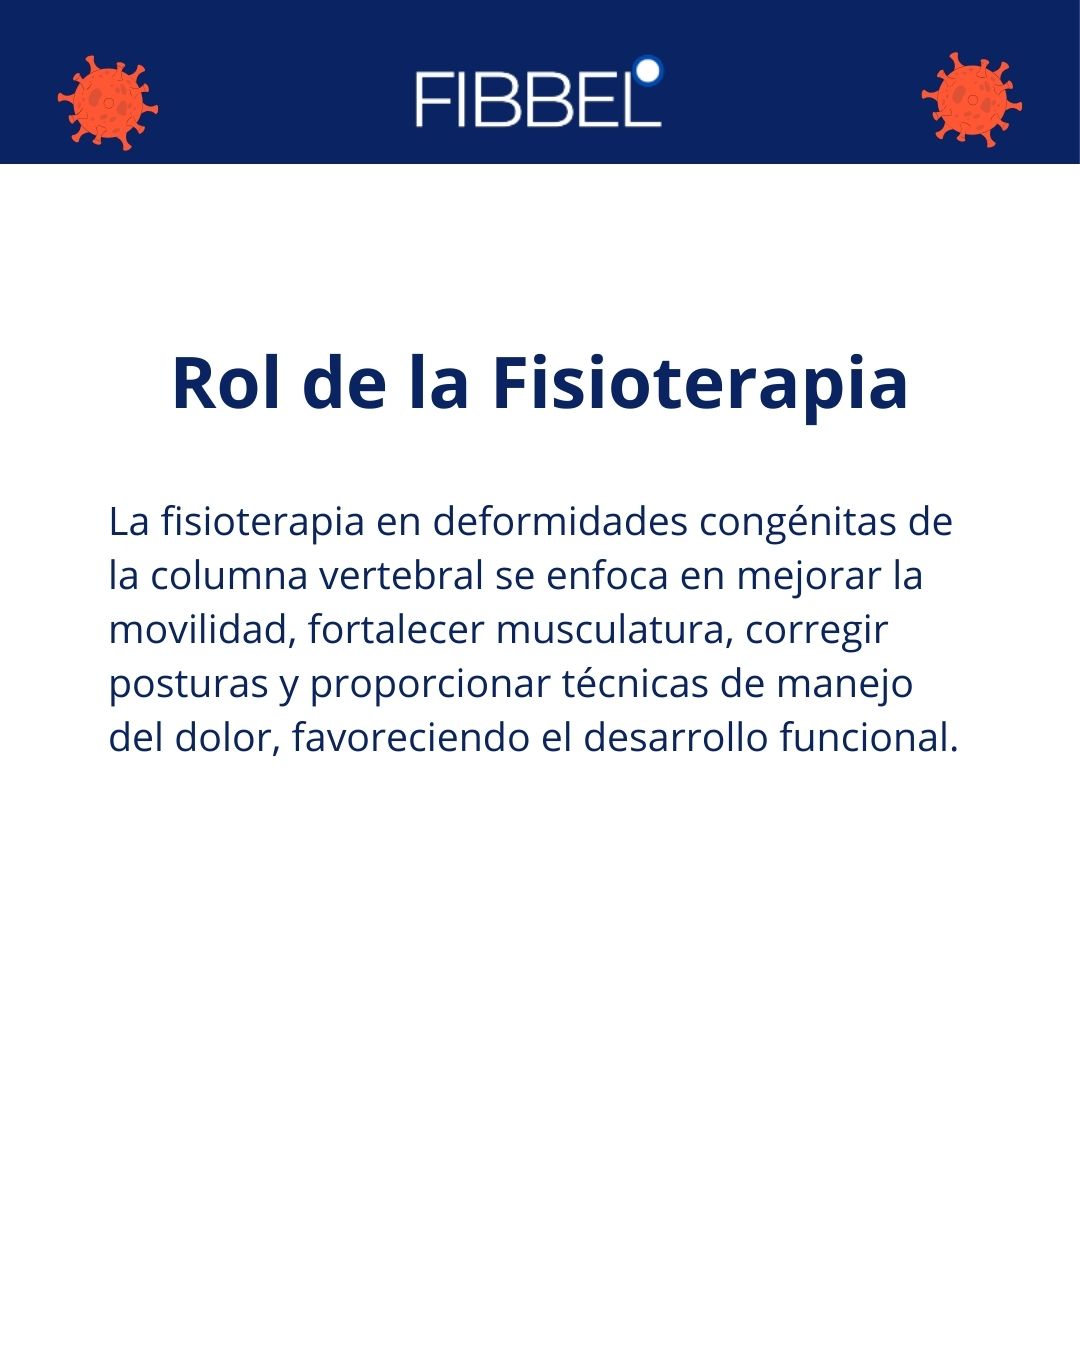 FIBBEL
Rol de la Fisioterapia
La fisioterapia en deformidades congénitas de
la columna vertebral se enfoca en mejorar la
movilidad, fortalecer musculatura, corregir
posturas y proporcionar técnicas de manejo
del dolor, favoreciendo el desarrollo funcional.